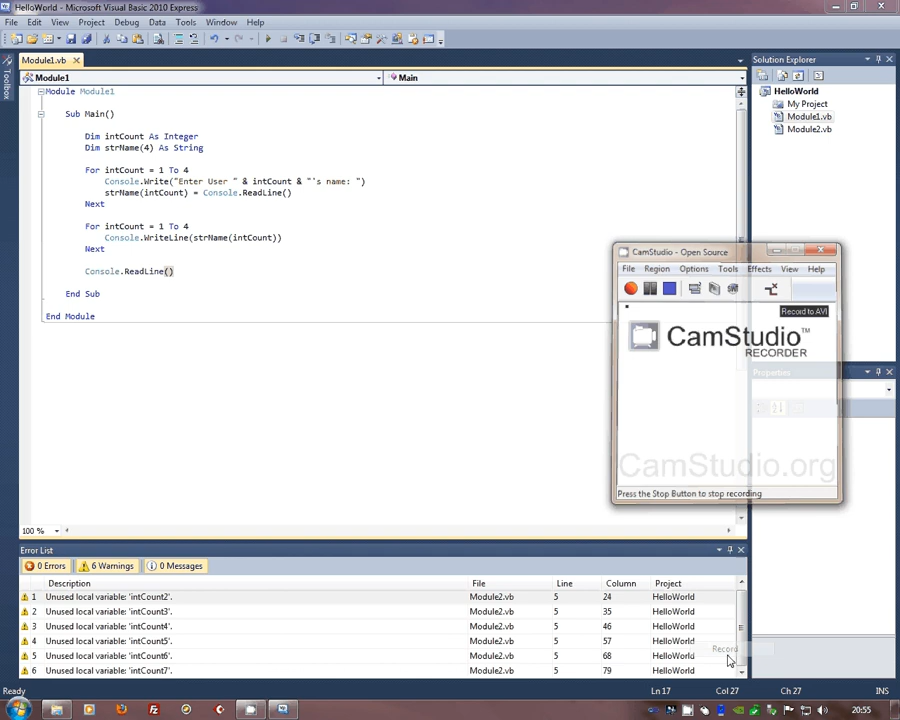 HelloWorld - Microsoft Visual Basic 2010 Express
File Edit View Project Debug Data Tools Window Help
Module1.vb
Solution Explorer
Toolbox
Module1
Main
HelloWorld
My Project
Module1.vb
Module2.vb
Module Module1
Sub Main()
Dim intCount As Integer
Dim strName(4) As String
For intCount = 1 To 4
Console.Write("Enter User " & intCount & "'s name: ")
strName(intCount) = Console.ReadLine()
Next
For intCount = 1 To 4
Console.WriteLine(strName(intCount))
Next
Console.ReadLine()
End Sub
End Module
CamStudio - Open Source
File Region Options Tools Effects View Help
Record to AVI
CamStudio™
RECORDER
CamStudio.org
Press the Stop Button to stop recording
Properties
100 %
Error List
0 Errors 6 Warnings 0 Messages
Description File Line Column Project
1 Unused local variable: 'intCount2'. Module2.vb 5 24 HelloWorld
2 Unused local variable: 'intCount3'. Module2.vb 5 35 HelloWorld
3 Unused local variable: 'intCount4'. Module2.vb 5 46 HelloWorld
4 Unused local variable: 'intCount5'. Module2.vb 5 57 HelloWorld
5 Unused local variable: 'intCount6'. Module2.vb 5 68 HelloWorld
6 Unused local variable: 'intCount7'. Module2.vb 5 79 HelloWorld
Record
Ready Ln 17 Col 27 Ch 27 INS
20:55